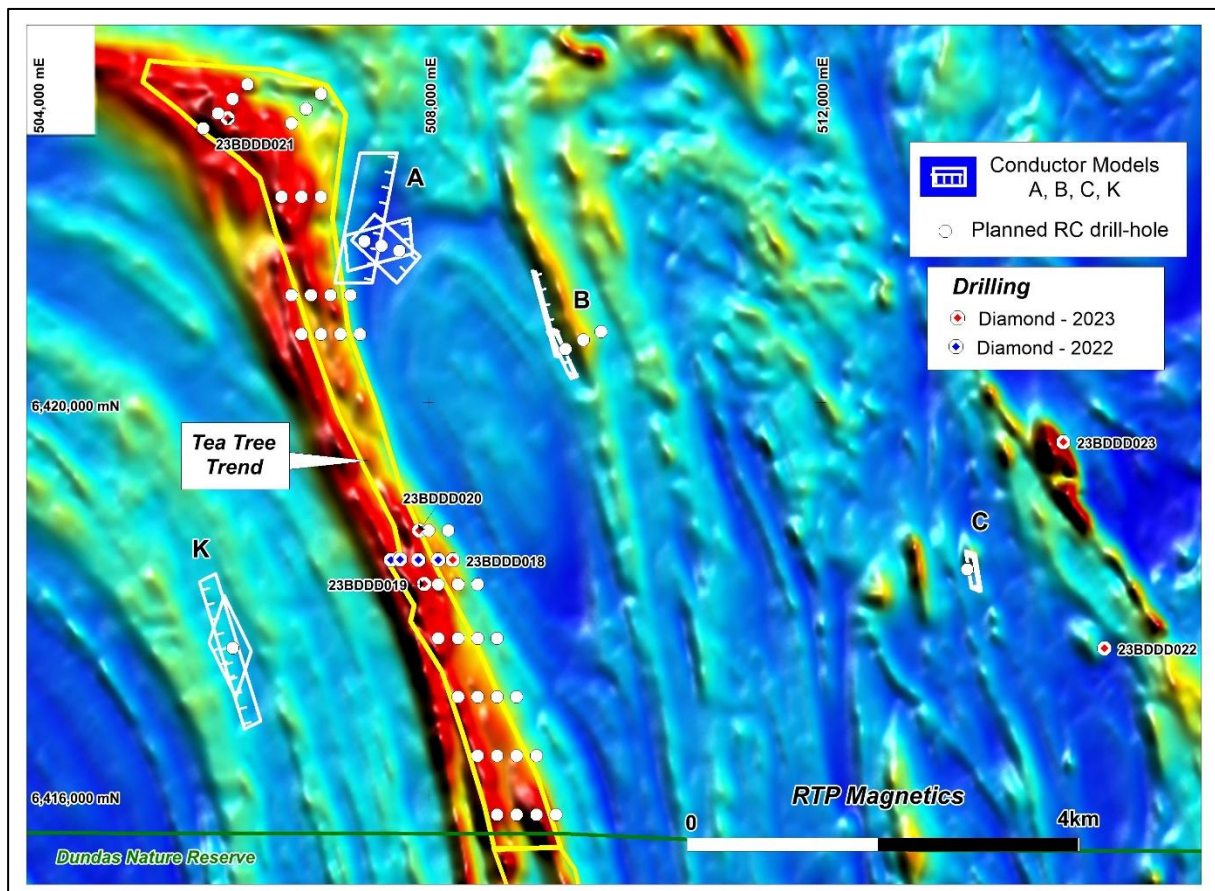 504,000 mE
508,000 mE
512,000 mE
23BDDD021
A
Conductor Models
A, B, C, K
Planned RC drill-hole
Drilling
Diamond - 2023
Diamond - 2022
B
6,420,000 mN
Tea Tree
Trend
23BDDD023
23BDDD020
K
C
23BDDD018
23BDDD019
23BDDD022
6,416,000 mN
RTP Magnetics
0
4km
Dundas Nature Reserve